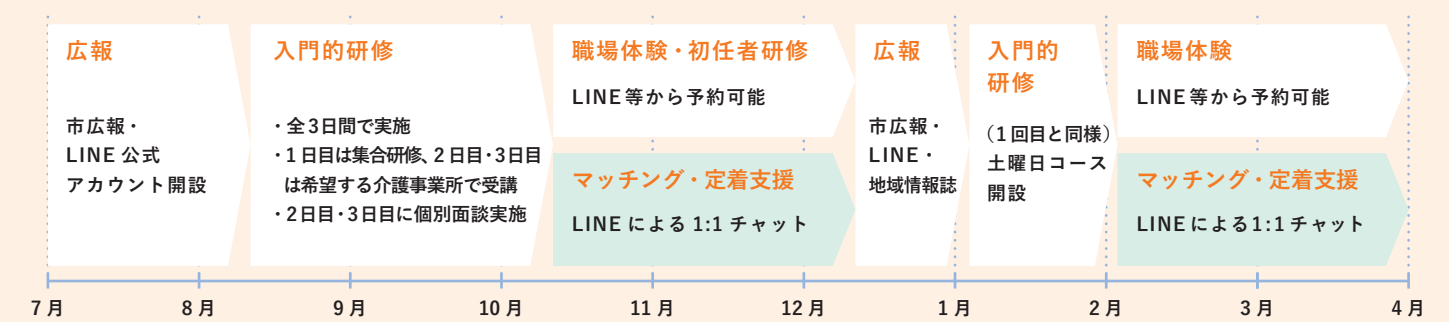 広報
市広報・
LINE 公式
アカウント開設
入門的研修
・全3日間で実施
・1日目は集合研修、2日目・3日目
は希望する介護事業所で受講
・2日目・3日目に個別面談実施
職場体験・初任者研修
LINE等から予約可能
マッチング・定着支援
LINE による 1:1 チャット
広報
市広報・
LINE・
地域情報誌
入門的
研修
（1回目と同様）
土曜日コース
開設
職場体験
LINE等から予約可能
マッチング・定着支援
LINEによる1:1チャット
7月 8月 9月 10月 11月 12月 1月 2月 3月 4月